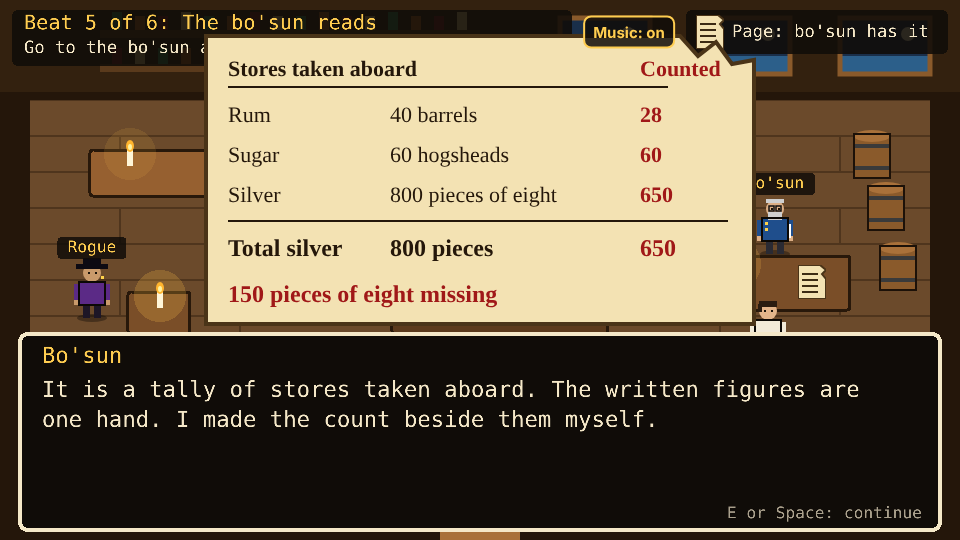 Beat 5 of 6: The bo'sun reads
Go to the bo'sun
Music: on
Page: bo'sun has it
Stores taken aboard Counted
Rum 40 barrels 28
Sugar 60 hogsheads 60
Silver 800 pieces of eight 650
Total silver 800 pieces 650
150 pieces of eight missing
o'sun
Rogue
Bo'sun
It is a tally of stores taken aboard. The written figures are
one hand. I made the count beside them myself.
E or Space: continue